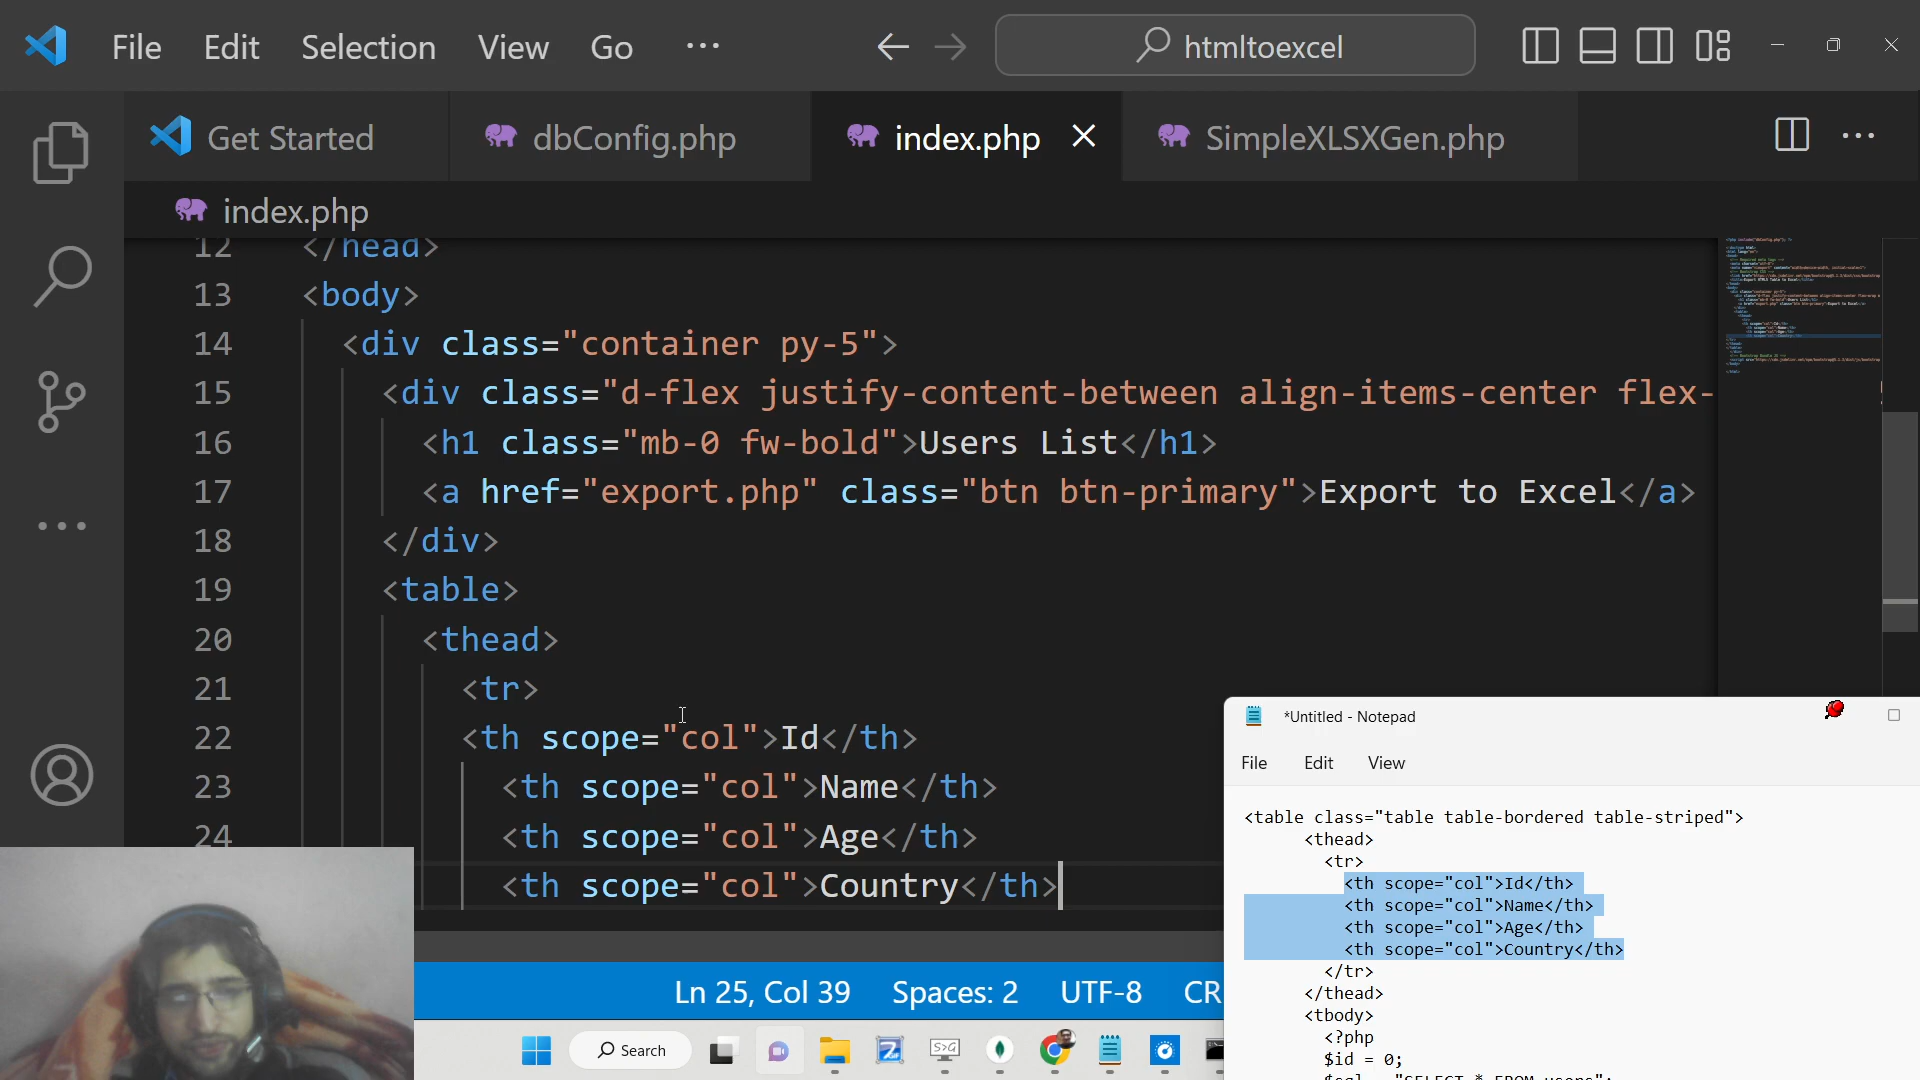 File Edit Selection View Go ··· htmltoexcel
Get Started dbConfig.php index.php SimpleXLSXGen.php
index.php
12 </head>
13 <body>
14 <div class="container py-5">
15 <div class="d-flex justify-content-between align-items-center flex-
16 <h1 class="mb-0 fw-bold">Users List</h1>
17 <a href="export.php" class="btn btn-primary">Export to Excel</a>
18 </div>
19 <table>
20 <thead>
21 <tr>
22 <th scope="col">Id</th>
23 <th scope="col">Name</th>
24 <th scope="col">Age</th>
<th scope="col">Country</th>
Ln 25, Col 39 Spaces: 2 UTF-8 CR
Search
*Untitled - Notepad
File Edit View
<table class="table table-bordered table-striped">
<thead>
<tr>
<th scope="col">Id</th>
<th scope="col">Name</th>
<th scope="col">Age</th>
<th scope="col">Country</th>
</tr>
</thead>
<tbody>
<?php
$id = 0;
$sql = "SELECT * FROM users";